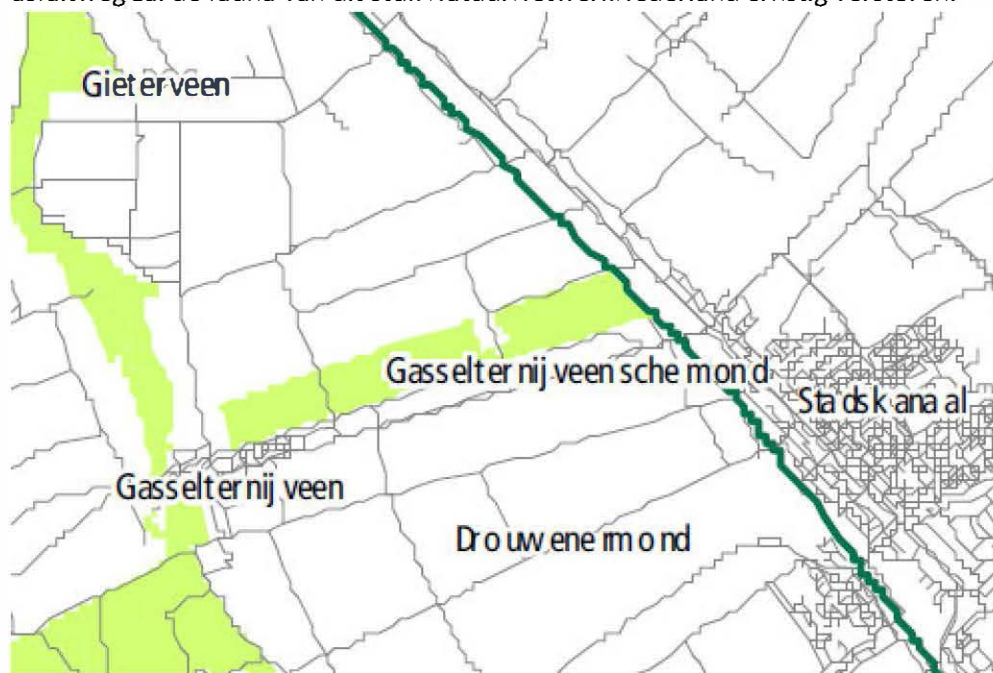 Gieterveen
Gasselternijveenschemond
Stadskanaal
Gasselternijveen
Drouwenermond